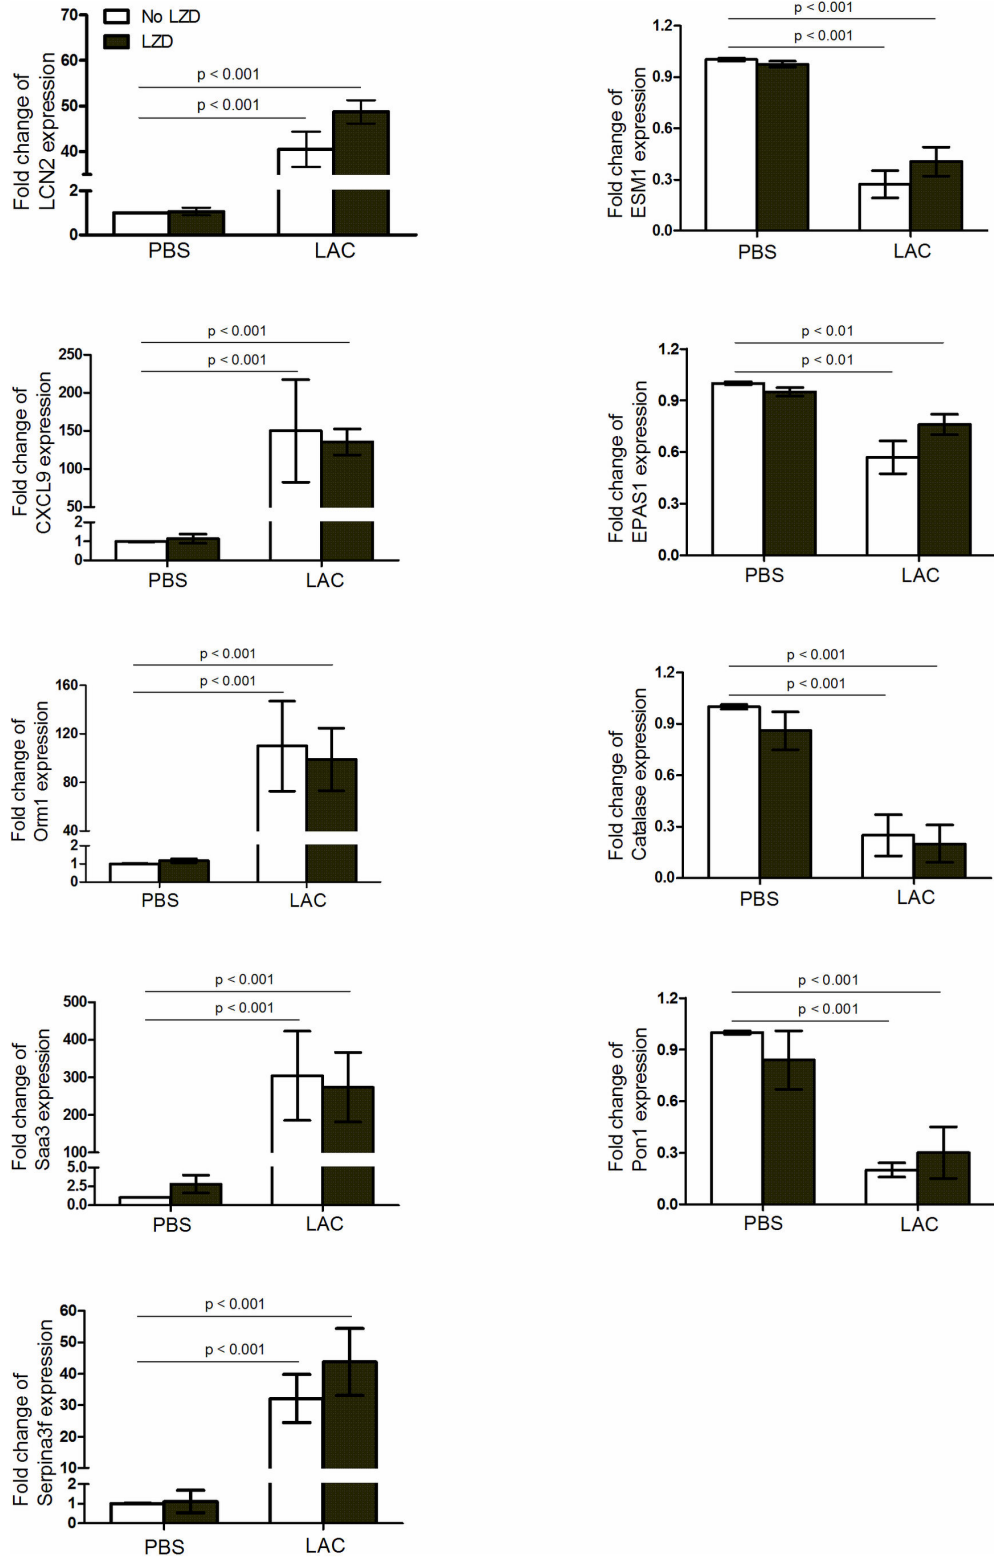 No LZD
LZD
Fold change of
LCN2 expression
70
50
40
2
0
p < 0.001
p < 0.001
PBS
LAC
Fold change of
ESM1 expression
1.2
0.9
0.6
0.3
0.0
p < 0.001
p < 0.001
PBS
LAC
Fold change of
CXCL9 expression
250
200
150
100
50
2
1
0
p < 0.001
p < 0.001
PBS
LAC
Fold change of
EPAS1 expression
1.2
0.9
0.6
0.3
0.0
p < 0.01
p < 0.01
PBS
LAC
Fold change of
Orm1 expression
160
120
80
40
2
1
0
p < 0.001
p < 0.001
PBS
LAC
Fold change of
Catalase expression
1.2
0.9
0.6
0.3
0.0
p < 0.001
p < 0.001
PBS
LAC
Fold change of
Saa3 expression
500
400
300
200
100
5.0
2.5
0.0
p < 0.001
p < 0.001
PBS
LAC
Fold change of
Pon1 expression
1.2
0.9
0.6
0.3
0.0
p < 0.001
p < 0.001
PBS
LAC
Fold change of
Serpina3f expression
60
50
40
30
20
10
2
1
0
p < 0.001
p < 0.001
PBS
LAC